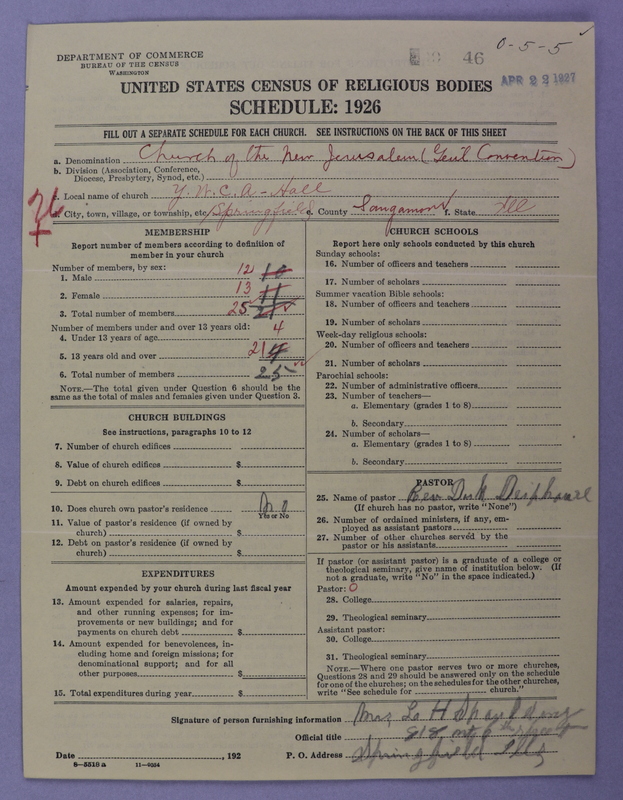 DEPARTMENT OF COMMERCE
BUREAU OF THE CENSUS
WASHINGTON
46
0-5-5
APR 22 1927
UNITED STATES CENSUS OF RELIGIOUS BODIES
SCHEDULE: 1926
FILL OUT A SEPARATE SCHEDULE FOR EACH CHURCH. SEE INSTRUCTIONS ON THE BACK OF THIS SHEET
a. Denomination Church of the New Jerusalem (Gen'l Convention)
b. Division (Association, Conference,
Diocese, Presbytery, Synod, etc.)
c. Local name of church Y.W.C.A-Hall
d. City, town, village, or township, etc. Springfield e. County Sangamon f. State Ill
MEMBERSHIP
Report number of members according to definition of
member in your church
Number of members, by sex:
1. Male 12 10
2. Female 13 11
3. Total number of members 25 21
Number of members under and over 13 years old:
4. Under 13 years of age 4
5. 13 years old and over 21
6. Total number of members 25
NOTE.—The total given under Question 6 should be the
same as the total of males and females given under Question 3.
CHURCH BUILDINGS
See instructions, paragraphs 10 to 12
7. Number of church edifices
8. Value of church edifices $
9. Debt on church edifices $
10. Does church own pastor's residence No
Yes or No
11. Value of pastor's residence (if owned by
church) $
12. Debt on pastor's residence (if owned by
church) $
EXPENDITURES
Amount expended by your church during last fiscal year
13. Amount expended for salaries, repairs,
and other running expenses; for im-
provements or new buildings; and for
payments on church debt $
14. Amount expended for benevolences, in-
cluding home and foreign missions; for
denominational support; and for all
other purposes $
15. Total expenditures during year $
CHURCH SCHOOLS
Report here only schools conducted by this church
Sunday schools:
16. Number of officers and teachers
17. Number of scholars
Summer vacation Bible schools:
18. Number of officers and teachers
19. Number of scholars
Week-day religious schools:
20. Number of officers and teachers
21. Number of scholars
Parochial schools:
22. Number of administrative officers
23. Number of teachers—
a. Elementary (grades 1 to 8)
b. Secondary
24. Number of scholars—
a. Elementary (grades 1 to 8)
b. Secondary
PASTOR
25. Name of pastor Rev
(If church has no pastor, write "None")
26. Number of ordained ministers, if any, em-
ployed as assistant pastors
27. Number of other churches served by the
pastor or his assistants
If pastor (or assistant pastor) is a graduate of a college or
theological seminary, give name of institution below. (If
not a graduate, write "No" in the space indicated.)
Pastor: 0
28. College
29. Theological seminary
Assistant pastor:
30. College
31. Theological seminary
NOTE.—Where one pastor serves two or more churches,
Questions 28 and 29 should be answered only on the schedule
for one of the churches; on the schedules for the other churches,
write "See schedule for church."
Signature of person furnishing information Mrs L H Spaulding
Official title 818 6th
Date , 192 P. O. Address Springfield Ills
8—5518 a 11—9304